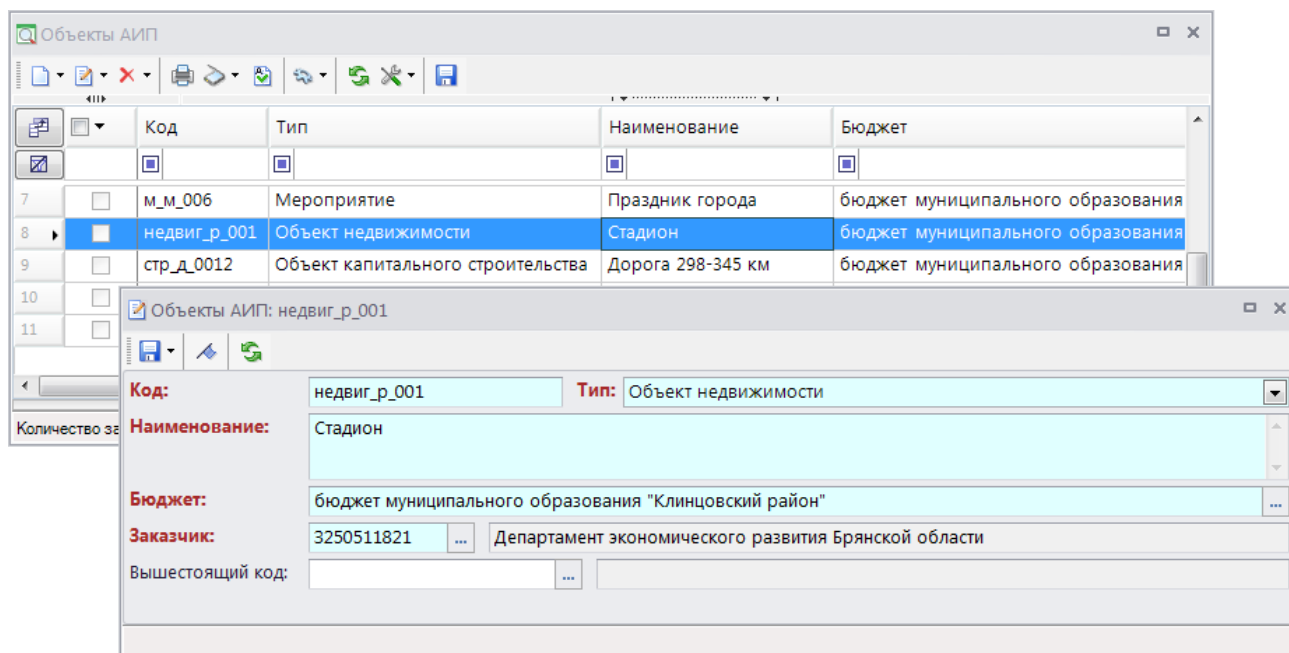 Объекты АИП
Код Тип Наименование Бюджет
7 м_м_006 Мероприятие Праздник города бюджет муниципального образования
8 недвиг_р_001 Объект недвижимости Стадион бюджет муниципального образования
9 стр_д_0012 Объект капитального строительства Дорога 298-345 км бюджет муниципального образования
10
11
Количество за
Объекты АИП: недвиг_р_001
Код: недвиг_р_001 Тип: Объект недвижимости
Наименование: Стадион
Бюджет: бюджет муниципального образования "Клинцовский район" ...
Заказчик: 3250511821 ... Департамент экономического развития Брянской области
Вышестоящий код: ...